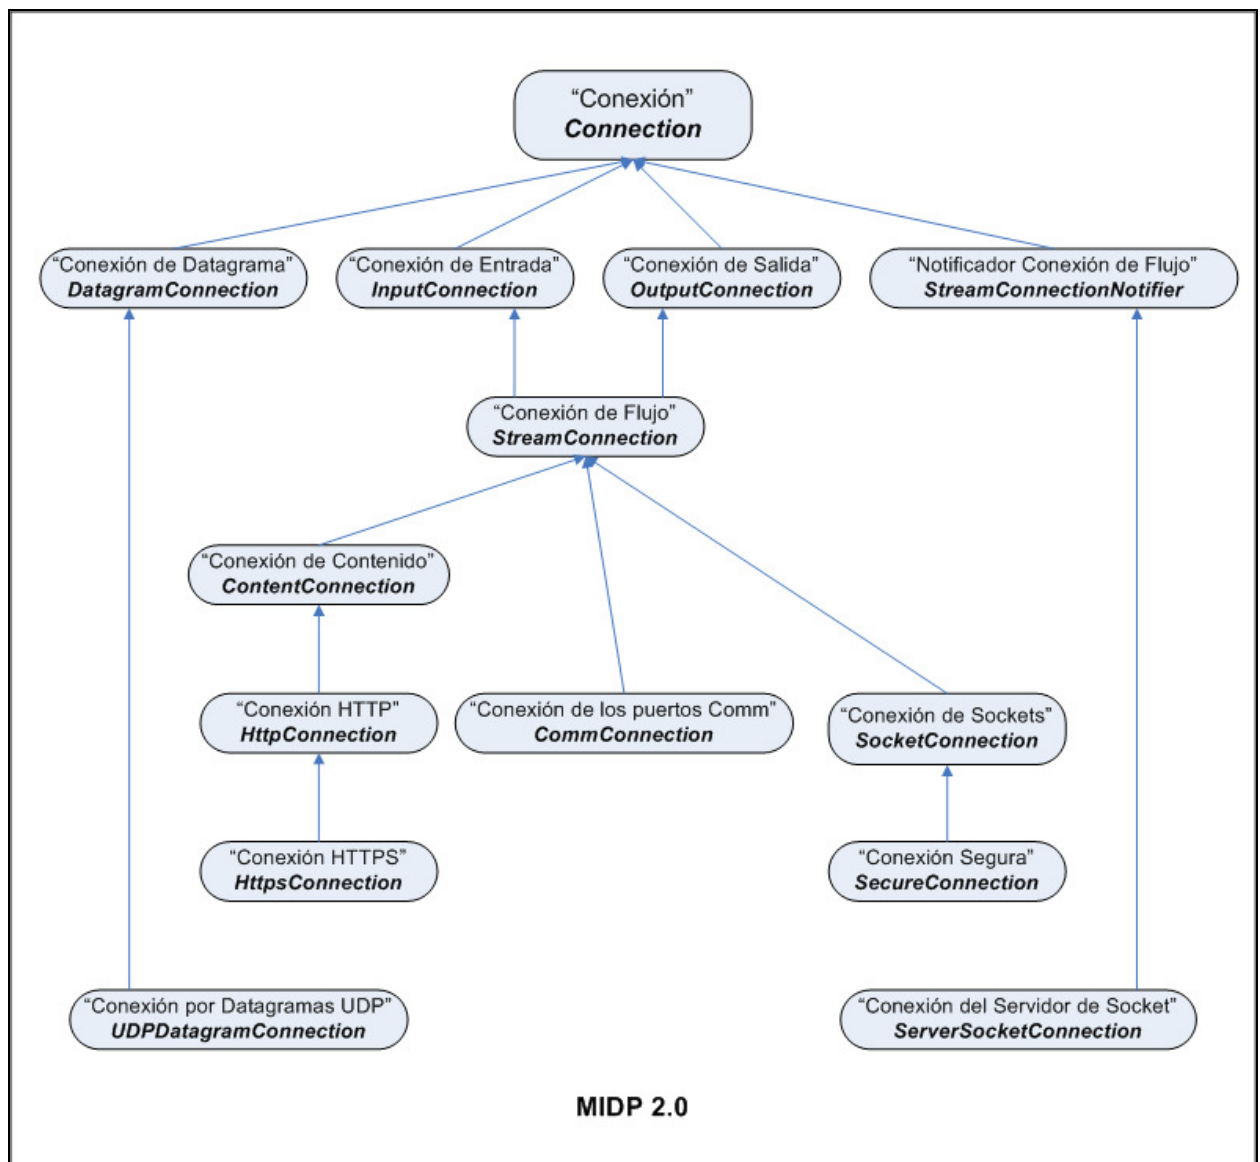 “Conexión”
Connection
“Conexión de Datagrama”
DatagramConnection
“Conexión de Entrada”
InputConnection
“Conexión de Salida”
OutputConnection
“Notificador Conexión de Flujo”
StreamConnectionNotifier
“Conexión de Flujo”
StreamConnection
“Conexión de Contenido”
ContentConnection
“Conexión HTTP”
HttpConnection
“Conexión de los puertos Comm”
CommConnection
“Conexión de Sockets”
SocketConnection
“Conexión HTTPS”
HttpsConnection
“Conexión Segura”
SecureConnection
“Conexión por Datagramas UDP”
UDPDatagramConnection
“Conexión del Servidor de Socket”
ServerSocketConnection
MIDP 2.0